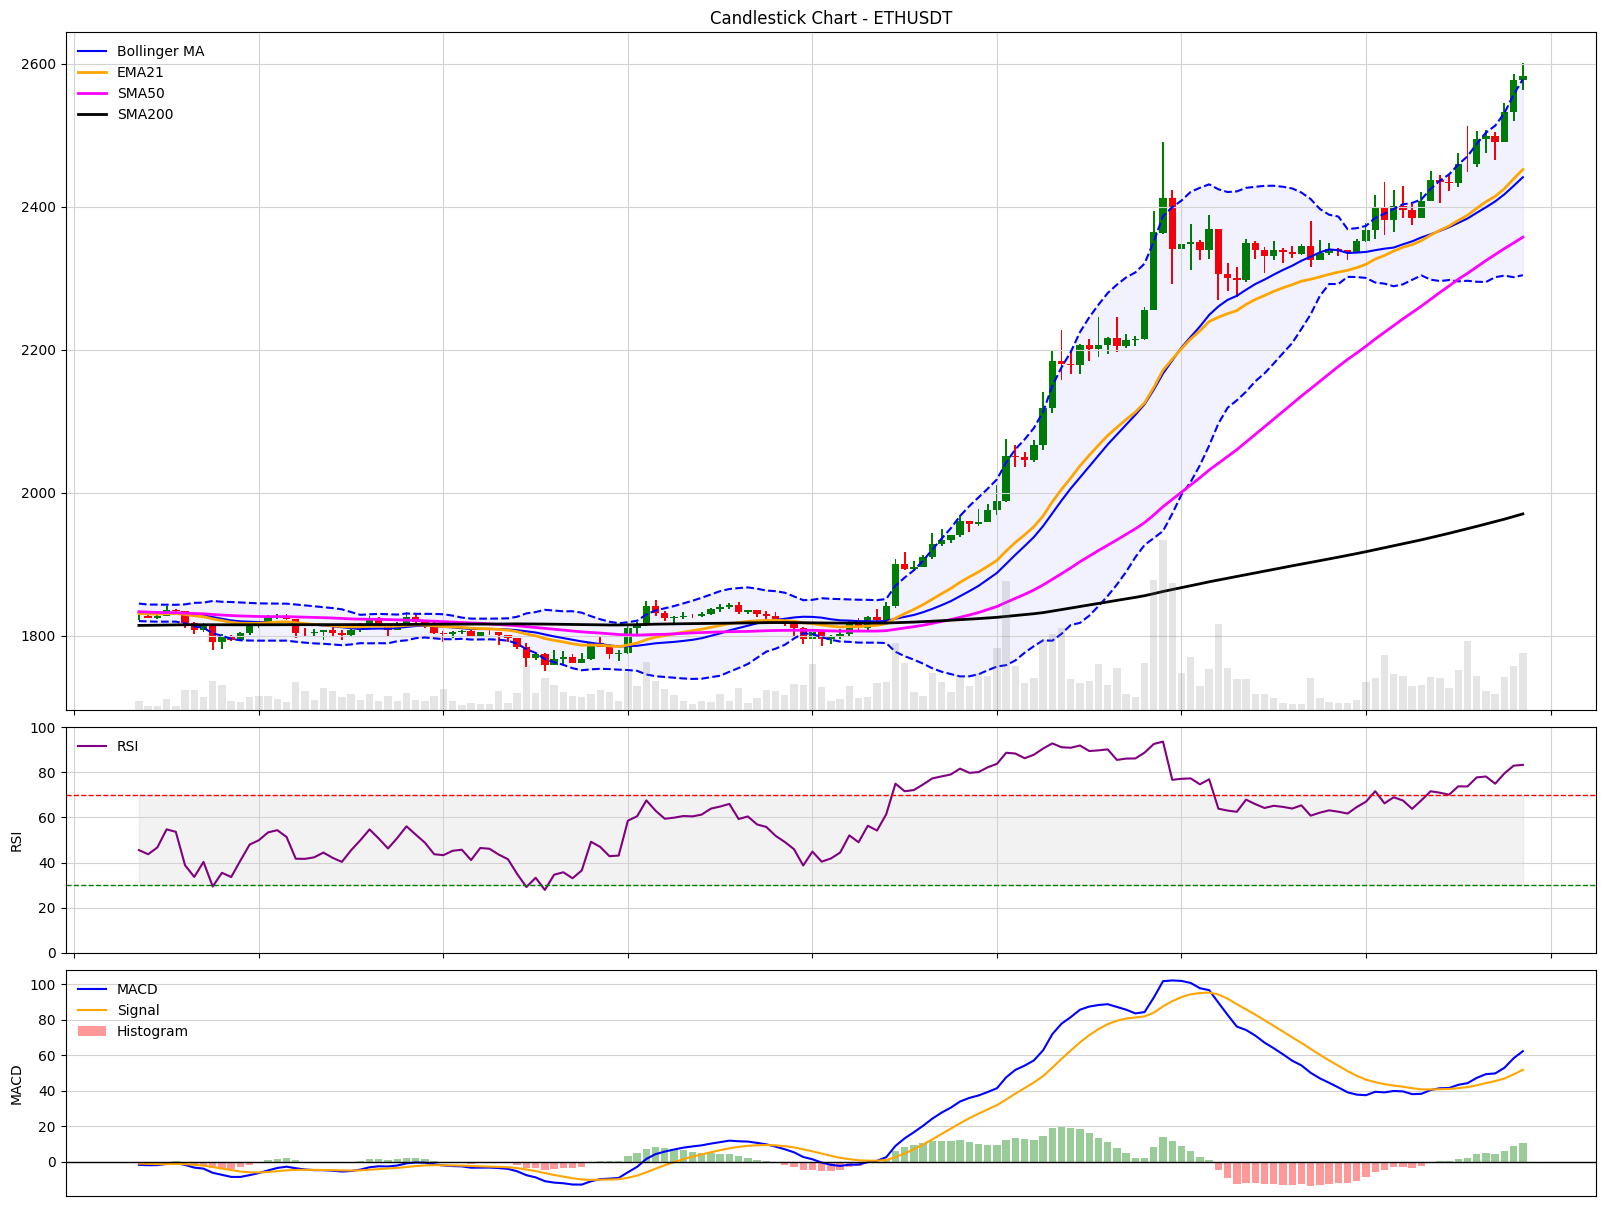 Candlestick Chart - ETHUSDT
Bollinger MA
EMA21
SMA50
SMA200
2600
2400
2200
2000
1800
RSI
100
80
60
40
20
0
RSI
MACD
Signal
Histogram
100
80
60
40
20
0
MACD